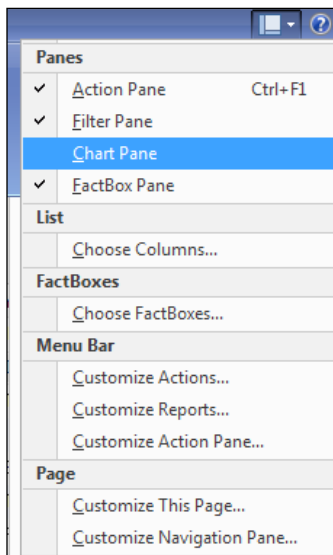 ?
Panes
Action Pane Ctrl+F1
Filter Pane
Chart Pane
FactBox Pane
List
Choose Columns...
FactBoxes
Choose FactBoxes...
Menu Bar
Customize Actions...
Customize Reports...
Customize Action Pane...
Page
Customize This Page...
Customize Navigation Pane...